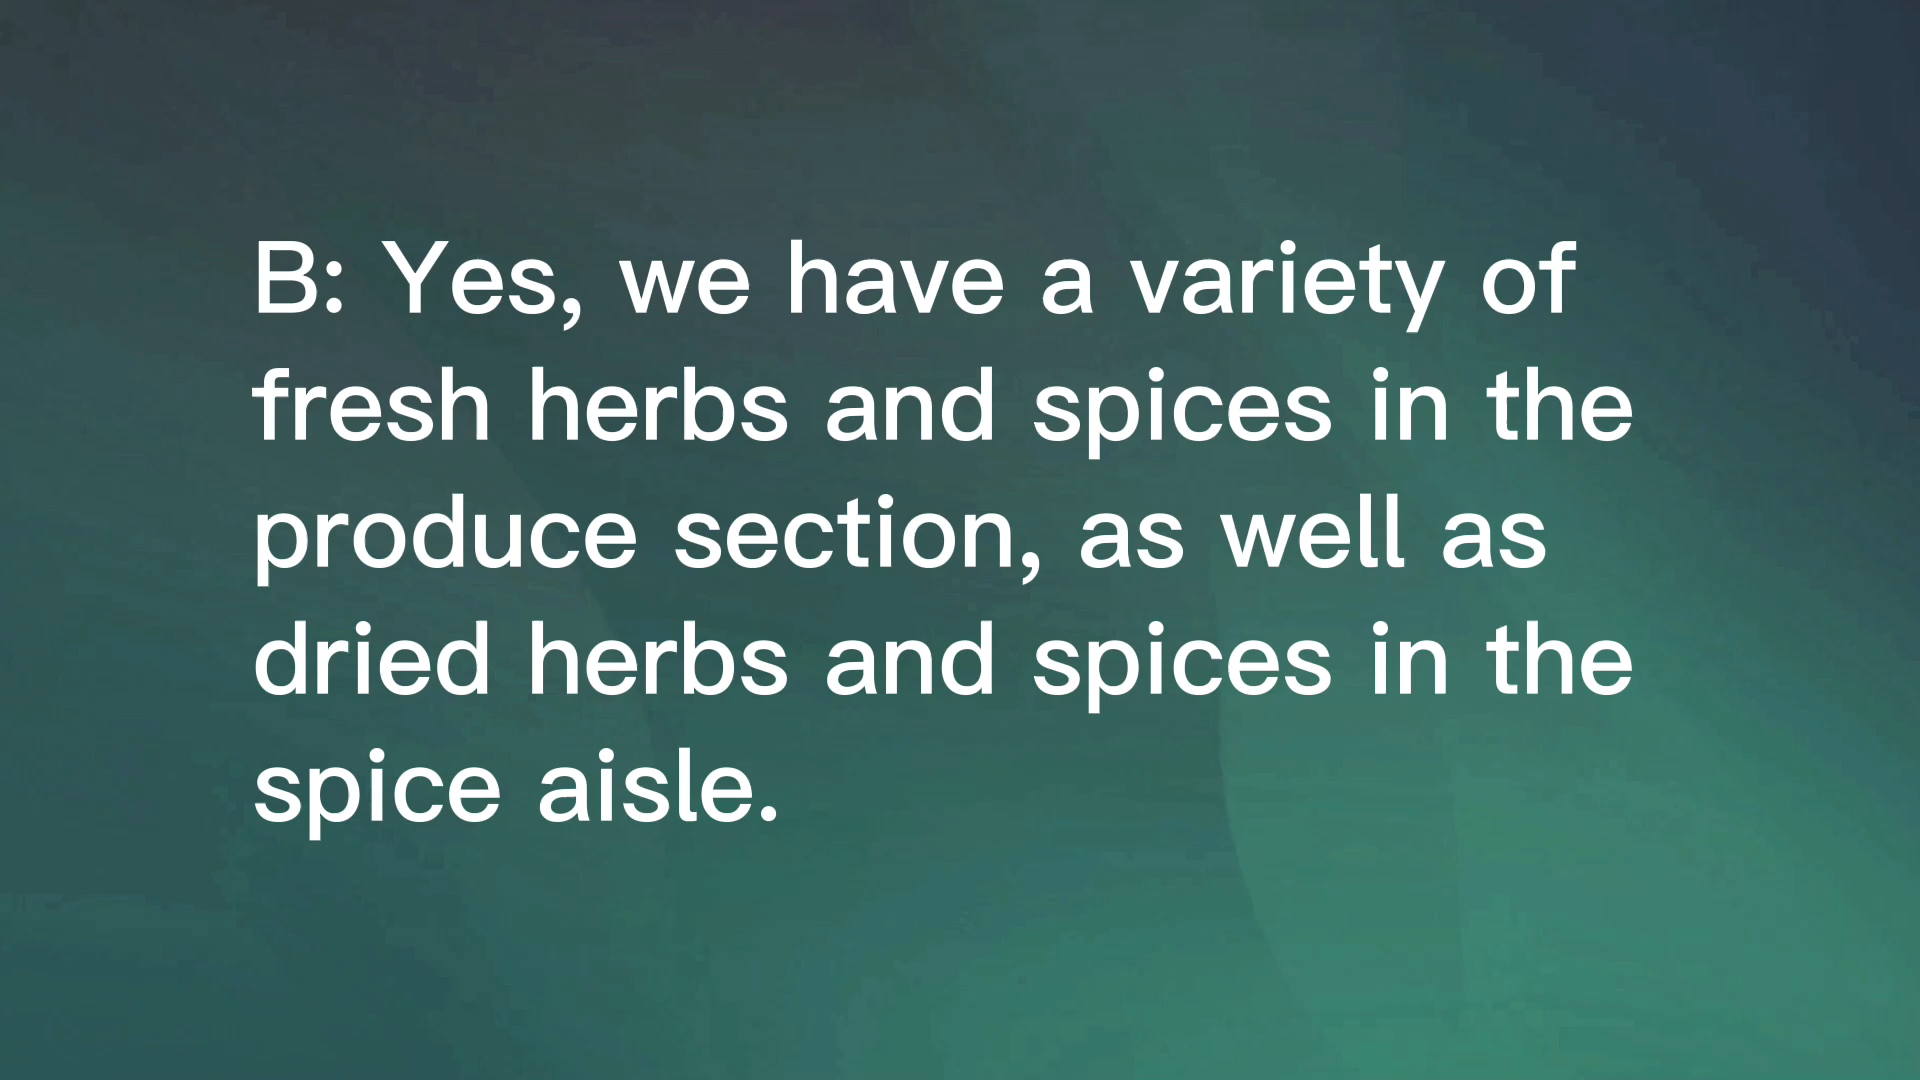 B: Yes, we have a variety of
fresh herbs and spices in the
produce section, as well as
dried herbs and spices in the
spice aisle.